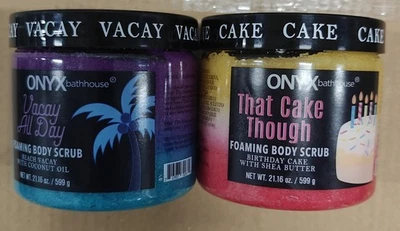 VACAY VACAY VACAY
ONYX bathhouse®
Vacay
All Day
FOAMING BODY SCRUB
BEACH VACAY
WITH COCONUT OIL
NET WT. 21.16 oz. / 599 g
CAKE CAKE CAKE
ONYX bathhouse®
That Cake
Though
FOAMING BODY SCRUB
BIRTHDAY CAKE
WITH SHEA BUTTER
NET WT. 21.16 oz. / 599 g